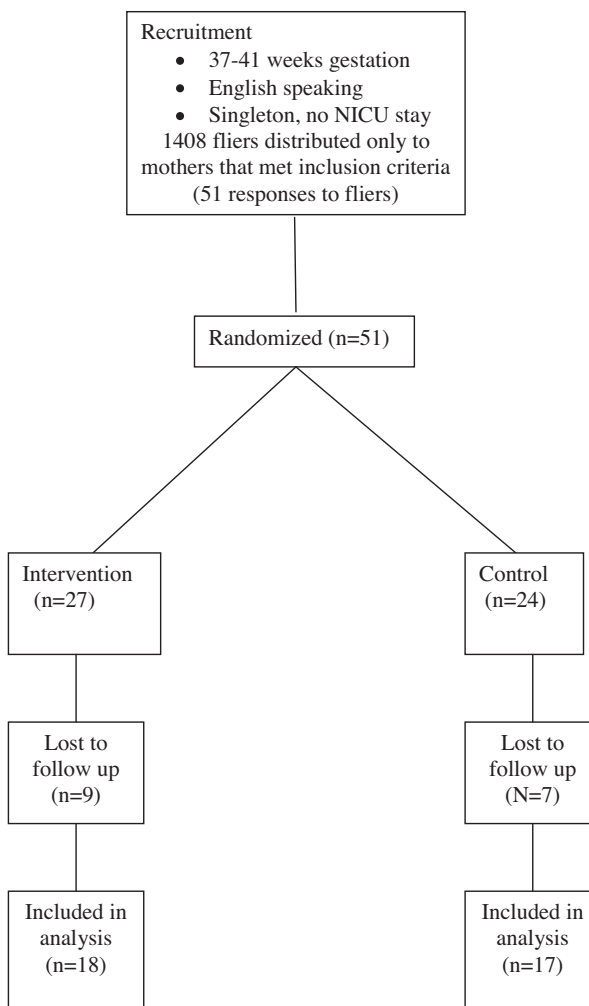 Recruitment
• 37-41 weeks gestation
• English speaking
• Singleton, no NICU stay
1408 fliers distributed only to
mothers that met inclusion criteria
(51 responses to fliers)
Randomized (n=51)
Intervention
(n=27)
Control
(n=24)
Lost to
follow up
(n=9)
Lost to
follow up
(N=7)
Included in
analysis
(n=18)
Included in
analysis
(n=17)